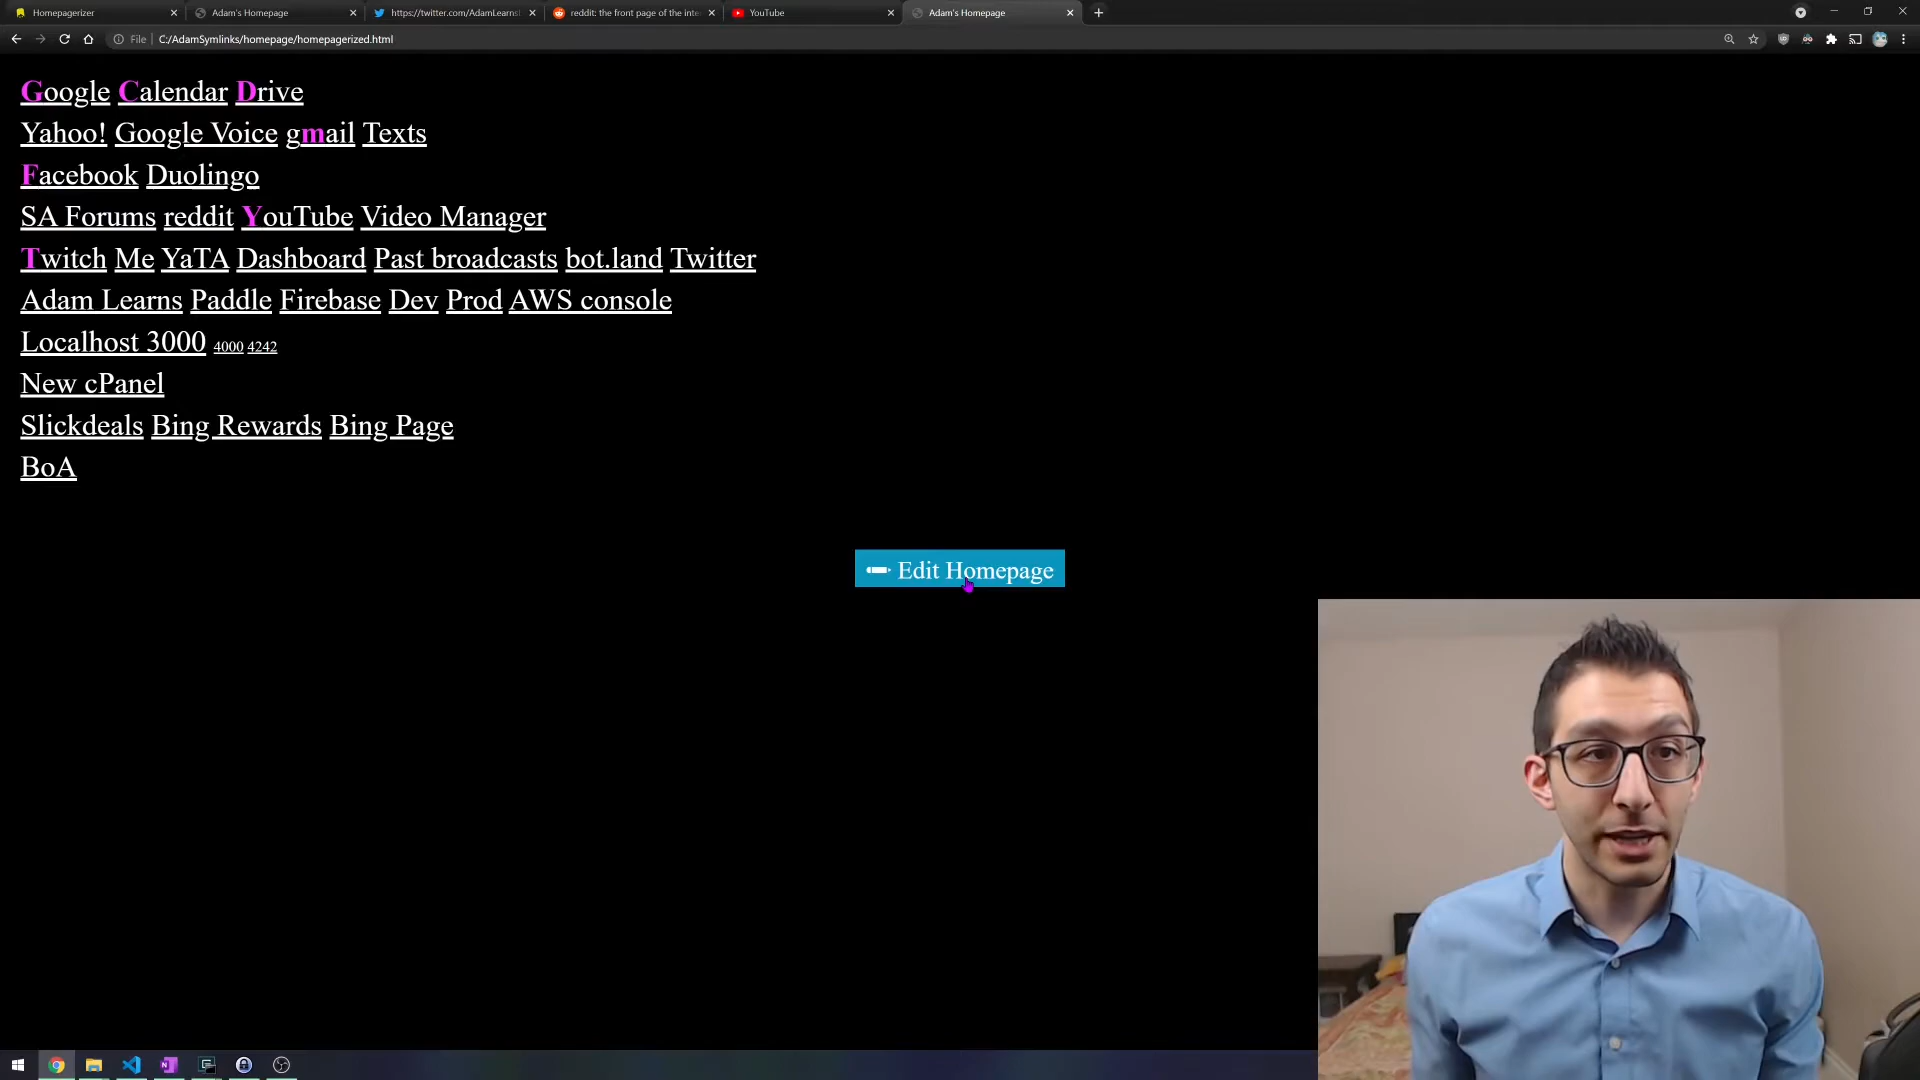 Homepagerizer
Adam's Homepage
https://twitter.com/AdamLearns
reddit: the front page of the inte
YouTube
Adam's Homepage
File
C:/AdamSymlinks/homepage/homepagerized.html
Google Calendar Drive
Yahoo! Google Voice gmail Texts
Facebook Duolingo
SA Forums reddit YouTube Video Manager
Twitch Me YaTA Dashboard Past broadcasts bot.land Twitter
Adam Learns Paddle Firebase Dev Prod AWS console
Localhost 3000 4000 4242
New cPanel
Slickdeals Bing Rewards Bing Page
BoA
Edit Homepage